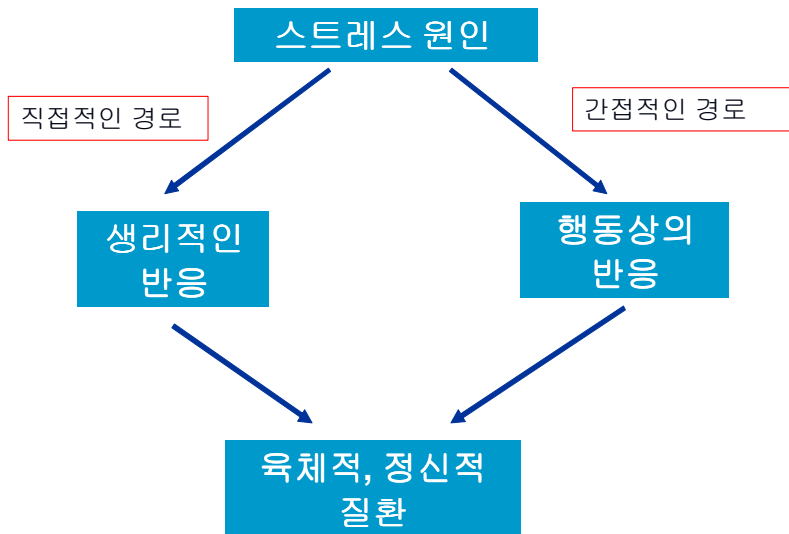 스트레스 원인
직접적인 경로
간접적인 경로
생리적인
반응
행동상의
반응
육체적, 정신적
질환